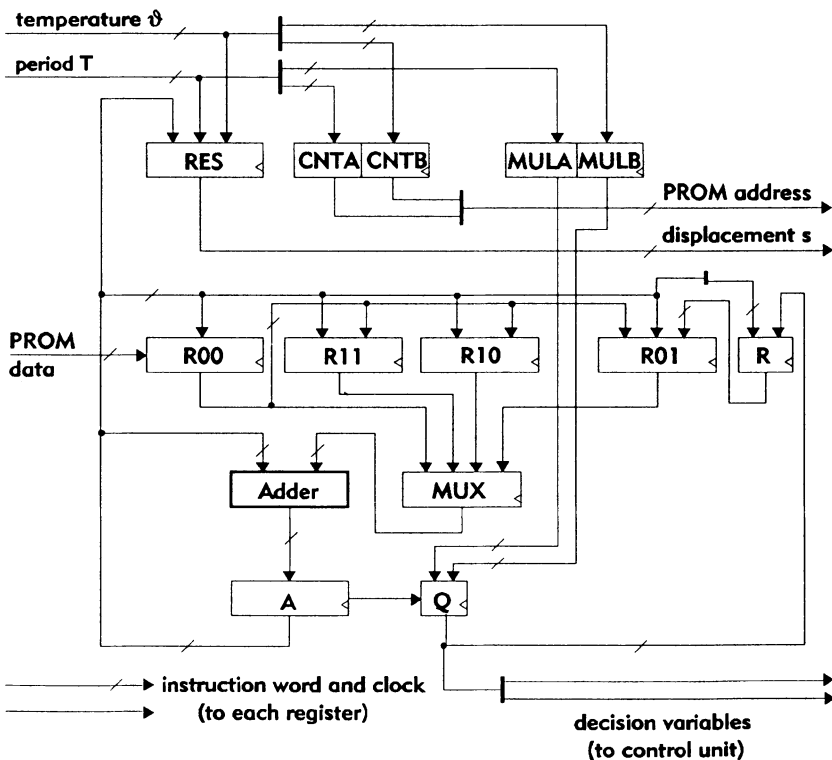 temperature ϑ
period T
RES
CNTA CNTB
MULA MULB
PROM address
displacement s
PROM
data
R00
R11
R10
R01
R
Adder
MUX
A
Q
instruction word and clock
(to each register)
decision variables
(to control unit)